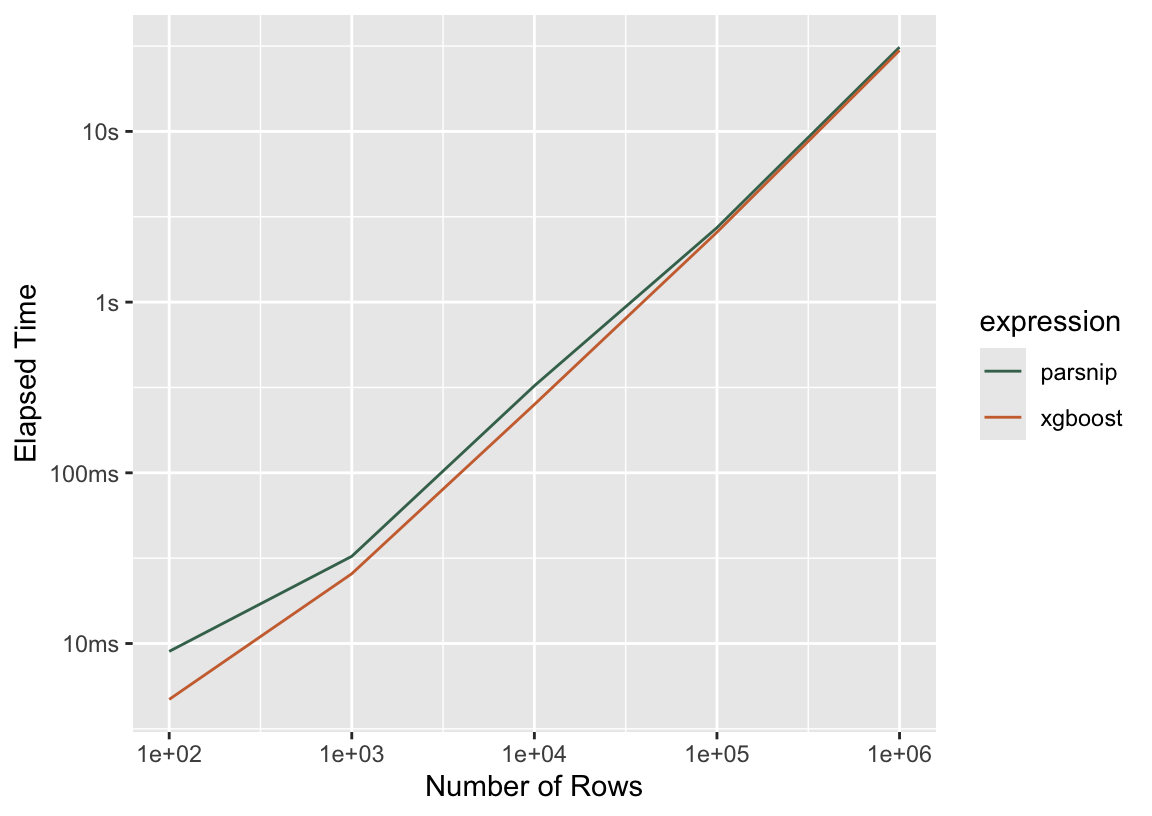 Elapsed Time
10s
1s
100ms
10ms
1e+02
1e+03
1e+04
1e+05
1e+06
Number of Rows
expression
parsnip
xgboost